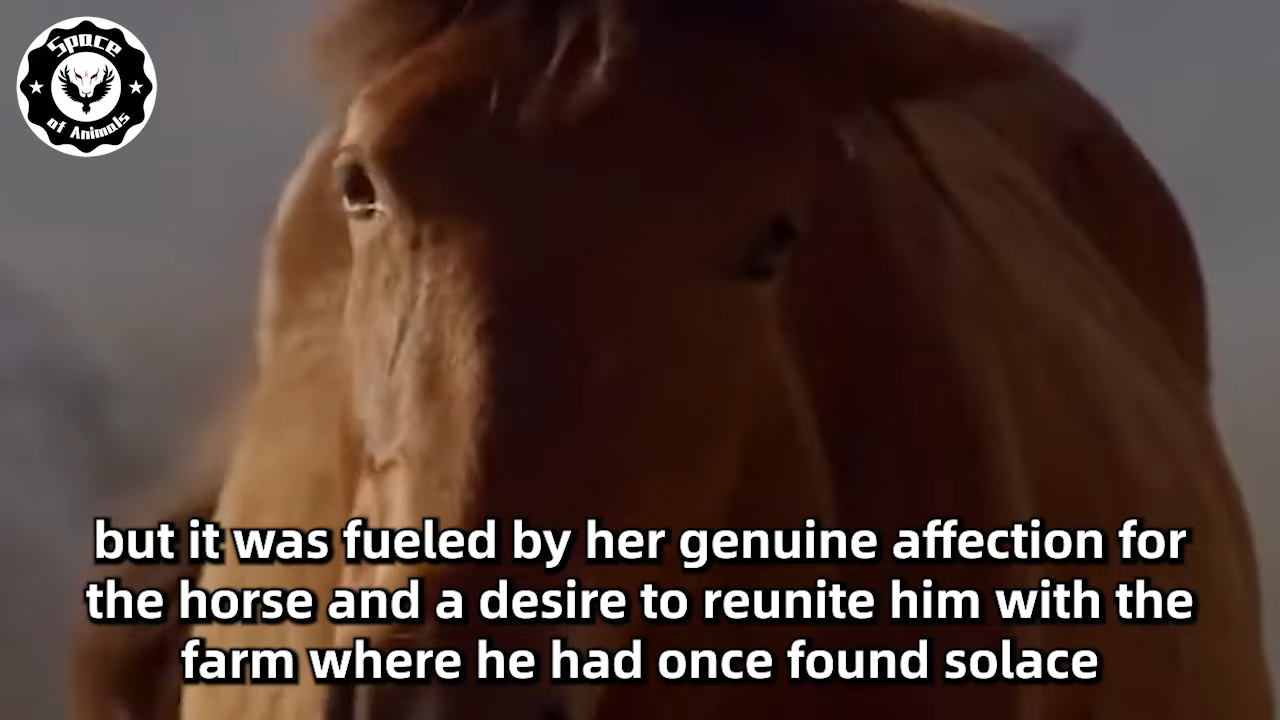 Space
of Animals
but it was fueled by her genuine affection for
the horse and a desire to reunite him with the
farm where he had once found solace